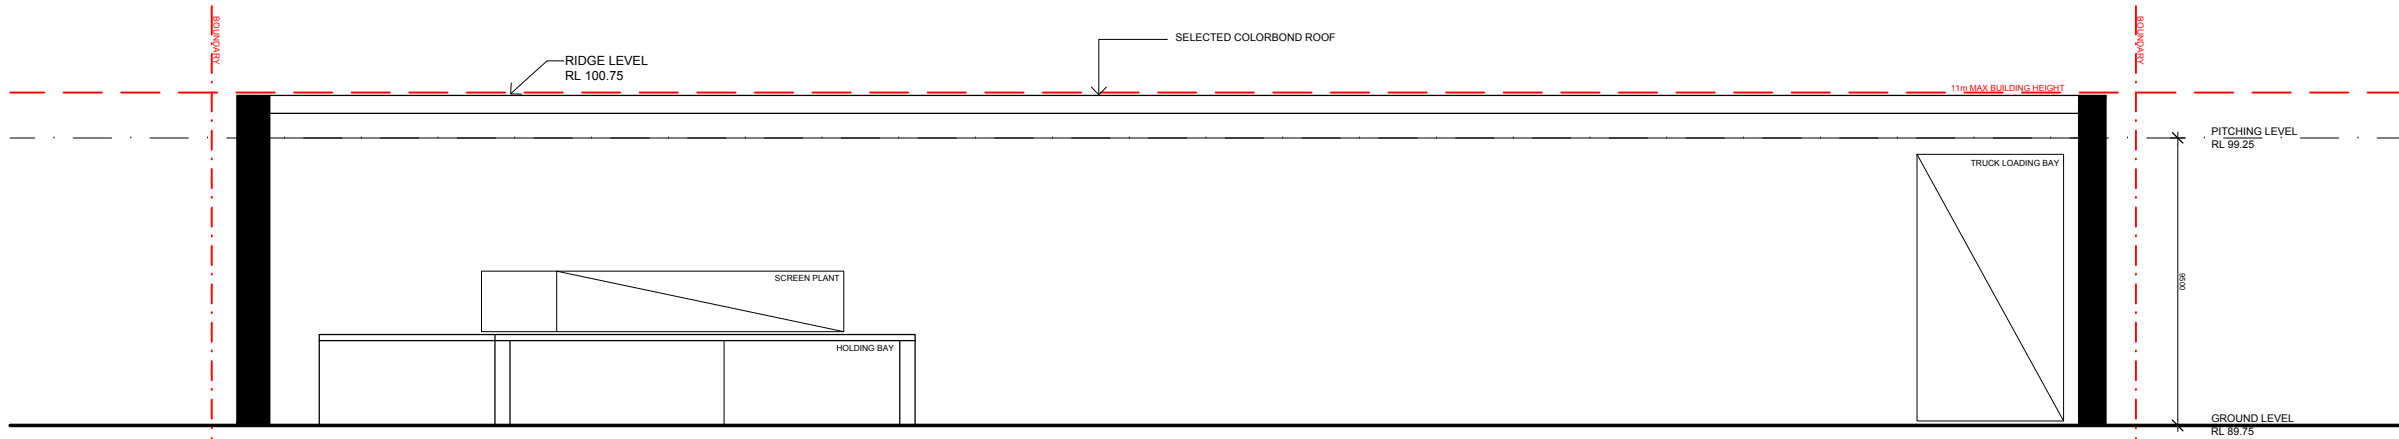 BOUNDARY
BOUNDARY
SELECTED COLORBOND ROOF
RIDGE LEVEL
RL 100.75
11m MAX BUILDING HEIGHT
PITCHING LEVEL
RL 99.25
TRUCK LOADING BAY
SCREEN PLANT
9500
HOLDING BAY
GROUND LEVEL
RL 89.75